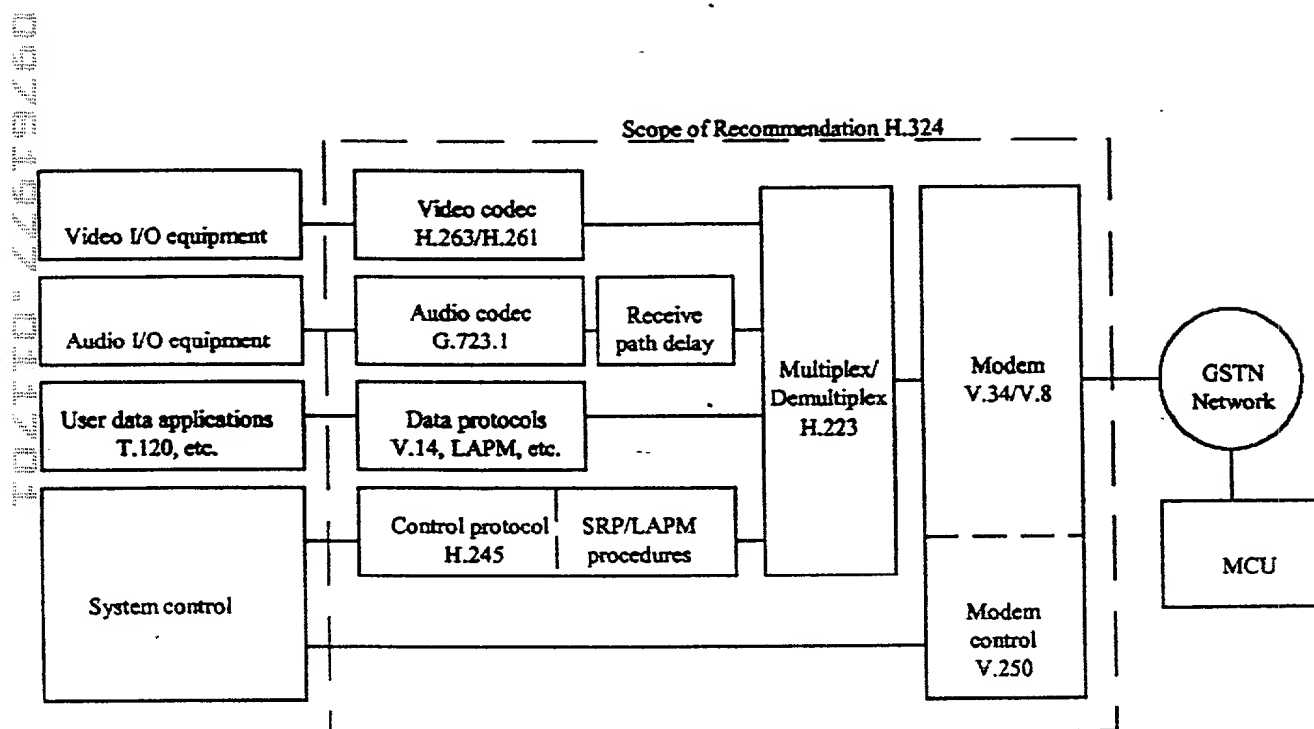 Scope of Recommendation H.324
Video I/O equipment
Video codec
H.263/H.261
Audio I/O equipment
Audio codec
G.723.1
Receive
path delay
User data applications
T.120, etc.
Data protocols
V.14, LAPM, etc.
System control
Control protocol
H.245
SRP/LAPM
procedures
Multiplex/
Demultiplex
H.223
Modem
V.34/V.8
Modem
control
V.250
GSTN
Network
MCU